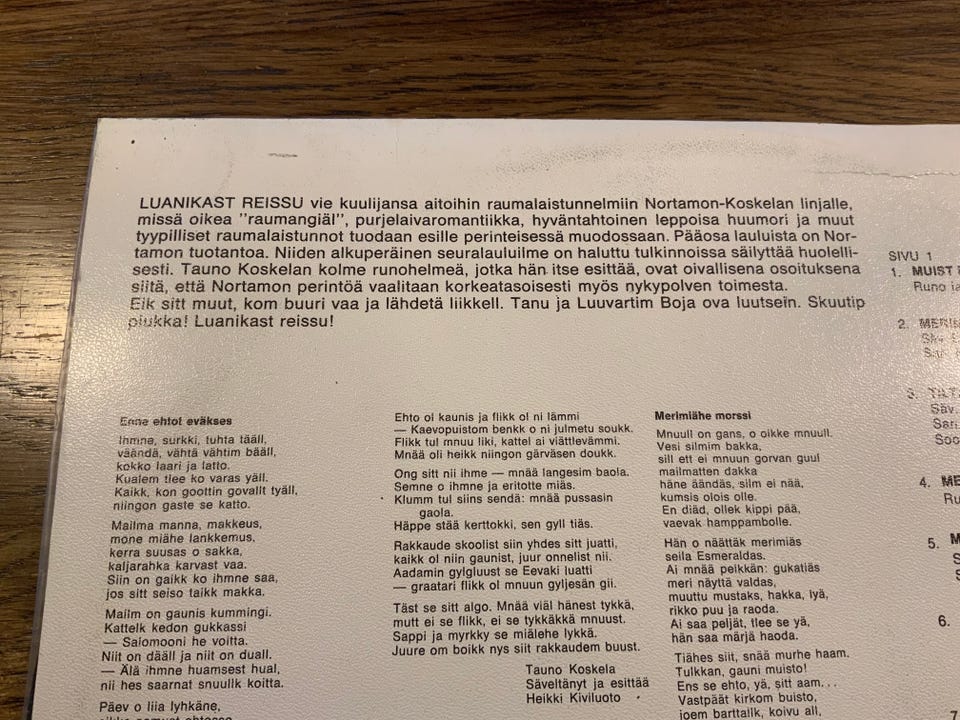 LUANIKAST REISSU vie kuulijansa aitoihin raumalaistunnelmiin Nortamon-Koskelan linjalle,
missä oikea "raumangiäl", purjelaivaromantiikka, hyväntahtoinen leppoisa huumori ja muut
tyypilliset raumalaistunnot tuodaan esille perinteisessä muodossaan. Pääosa lauluista on Nor-
tamon tuotantoa. Niiden alkuperäinen seuralauluilme on haluttu tulkinnoissa säilyttää huolelli-
sesti. Tauno Koskelan kolme runohelmeä, jotka hän itse esittää, ovat oivallisena osoituksena
siitä, että Nortamon perintöä vaalitaan korkeatasoisesti myös nykypolven toimesta.
Eik sitt muut, kom buuri vaa ja lähdetä liikkell. Tanu ja Luuvartim Boja ova luutsein. Skuutip
piukka! Luanikast reissu!
Enne ehtot eväkses
Ihmne, surkki, tuhta tääll,
väändä, vähtä vähtim bääll,
kokko laari ja latto.
Kualem tlee ko varas yäll.
Kaikk, kon goottin govallt tyäll,
niingon gaste se katto.
Mailma manna, makkeus,
mone miähe lankkemus,
kerra suusas o sakka,
kaljarahka karvast vaa.
Siin on gaikk ko ihmne saa,
jos sitt seiso taikk makka.
Mailm on gaunis kummingi.
Kattelk kedon gukkassi
— Salomooni he voitta.
Niit on dääll ja niit on duall.
— Älä ihmne huamsest hual,
nii hes saarnat snuullk koitta.
Päev o liia lyhkäne,
Ehto ol kaunis ja flikk ol ni lämmi
— Kaevopuistom benkk o ni julmetu soukk.
Flikk tul mnuu liki, kattel ai viättlevämmi.
Mnää oli heikk niingon gärväsen doukk.
Ong sitt nii ihme — mnää langesim baola.
Semne o ihmne ja eritotte miäs.
Klumm tul siins sendä: mnää pussasin
gaola.
Häppe stää kerttokki, sen gyll tiäs.
Rakkaude skoolist siin yhdes sitt juatti,
kaikk ol niin gaunist, juur onnelist nii.
Aadamin gylgluust se Eevaki luatti
— graatari flikk ol mnuun gyljesän gii.
Täst se sitt algo. Mnää viäl hänest tykkä,
mutt ei se flikk, ei se tykkäkkä mnuust.
Sappi ja myrkky se miälehe lykkä.
Juure om boikk nys siit rakkaudem buust.
Tauno Koskela
Säveltänyt ja esittää
Heikki Kiviluoto
Merimiähe morssi
Mnuull on gans, o oikke mnuull.
Vesi silmim bakka,
sill ett ei mnuun gorvan guul
mailmatten dakka
häne äändäs, silm ei nää,
kumsis olois olle.
En diäd, ollek kippi pää,
vaevak hamppambolle.
Hän o näättäk merimiäs
seila Esmeraldas.
Ai mnää peikkän: gukatiäs
meri näyttä valdas,
muuttu mustaks, hakka, lyä,
rikko puu ja raoda.
Ai saa peljät, tlee se yä,
hän saa märjä haoda.
Tiähes siit, snää murhe haam.
Tulkkan, gauni muisto!
Ens se ehto, yä, sitt aam...
Vastpäät kirkom buisto,
joem barttalk, koivu all,
SIVU 1
1. MUIST
Runo
2.
3.
Säv.
San.
4. ME
5. M
6.
7